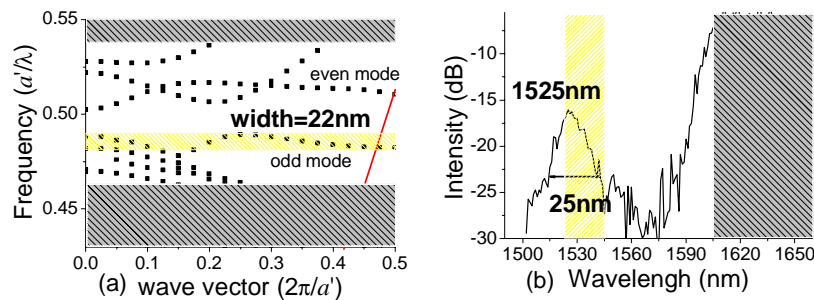 0.55
0.50
0.45
Frequency (a'/λ)
even mode
width=22nm
odd mode
0.0 0.1 0.2 0.3 0.4 0.5
(a) wave vector (2π/a')
-10
-15
-20
-25
-30
Intensity (dB)
1525nm
25nm
1500 1530 1560 1590 1620 1650
(b) Wavelengh (nm)